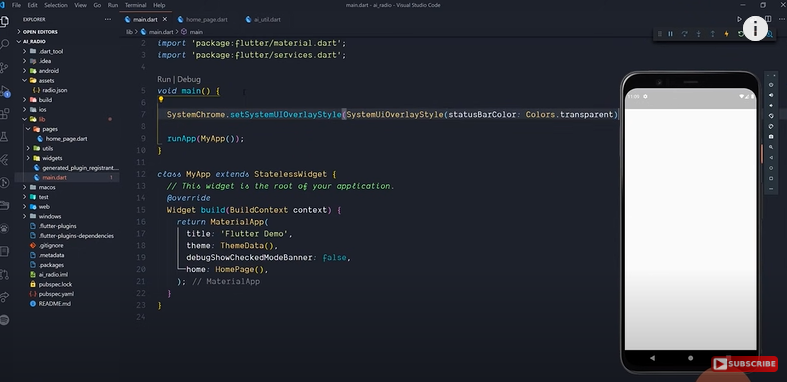 File Edit Selection View Go Run Terminal Help
main.dart - ai_radio - Visual Studio Code
EXPLORER
main.dart
home_page.dart
ai_util.dart
lib > main.dart > main
OPEN EDITORS
AI_RADIO
.dart_tool
.idea
android
assets
radio.json
build
ios
lib
pages
home_page.dart
utils
widgets
generated_plugin_registrant....
main.dart 1
macos
test
web
windows
.flutter-plugins
.flutter-plugins-dependencies
.gitignore
.metadata
.packages
ai_radio.iml
pubspec.lock
pubspec.yaml
README.md
2 import 'package:flutter/material.dart';
3 import 'package:flutter/services.dart';
4
Run | Debug
5 void main() {
6
7 SystemChrome.setSystemUIOverlayStyle(SystemUiOverlayStyle(statusBarColor: Colors.transparent)
8
9 runApp(MyApp());
10 }
11
12 class MyApp extends StatelessWidget {
13 // This widget is the root of your application.
14 @override
15 Widget build(BuildContext context) {
16 return MaterialApp(
17 title: 'Flutter Demo',
18 theme: ThemeData(),
19 debugShowCheckedModeBanner: false,
20 home: HomePage(),
21 ); // MaterialApp
22 }
23 }
24
i
SUBSCRIBE